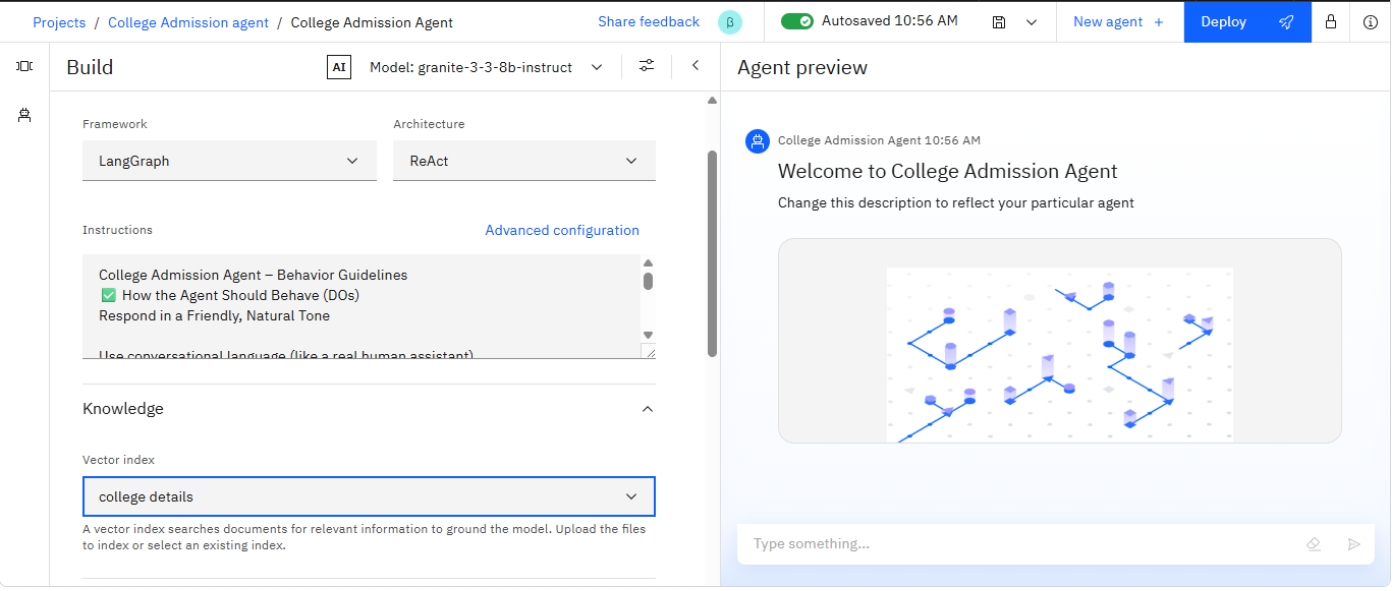 Projects / College Admission agent / College Admission Agent
Share feedback β Autosaved 10:56 AM New agent + Deploy
Build
AI Model: granite-3-3-8b-instruct
Framework Architecture
LangGraph ReAct
Instructions Advanced configuration
College Admission Agent – Behavior Guidelines
✅ How the Agent Should Behave (DOs)
Respond in a Friendly, Natural Tone
Use conversational language (like a real human assistant)
Knowledge
Vector index
college details
A vector index searches documents for relevant information to ground the model. Upload the files
to index or select an existing index.
Agent preview
College Admission Agent 10:56 AM
Welcome to College Admission Agent
Change this description to reflect your particular agent
Type something...